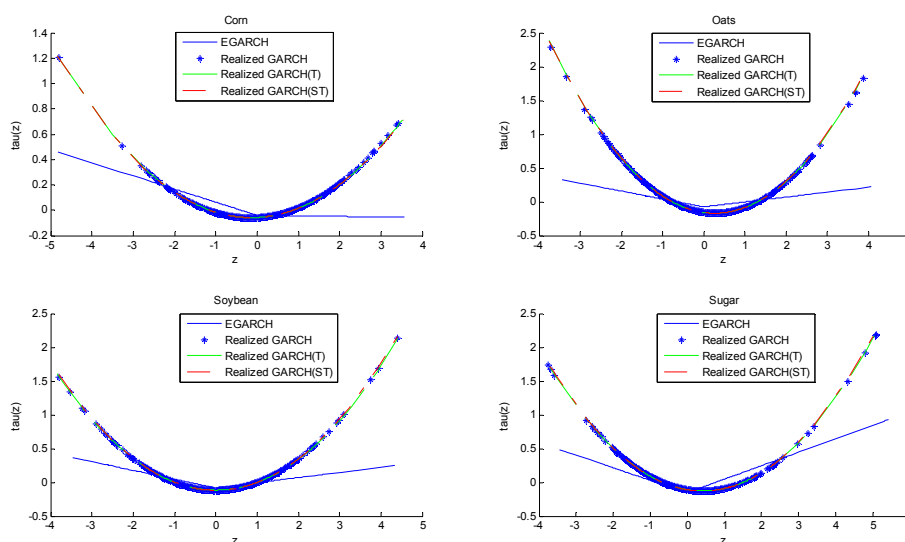 Corn
EGARCH
Realized GARCH
Realized GARCH(T)
Realized GARCH(ST)
tau(z)
1.4
1.2
1
0.8
0.6
0.4
0.2
0
0.2
-5 -4 -3 -2 -1 0 1 2 3 4
z
Oats
EGARCH
Realized GARCH
Realized GARCH(T)
Realized GARCH(ST)
tau(z)
2.5
2
1.5
1
0.5
0
-0.5
-4 -3 -2 -1 0 1 2 3 4
z
Soybean
EGARCH
Realized GARCH
Realized GARCH(T)
Realized GARCH(ST)
tau(z)
2.5
2
1.5
1
0.5
0
-0.5
-4 -3 -2 -1 0 1 2 3 4 5
z
Sugar
EGARCH
Realized GARCH
Realized GARCH(T)
Realized GARCH(ST)
tau(z)
2.5
2
1.5
1
0.5
0
-0.5
-4 -3 -2 -1 0 1 2 3 4 5
z